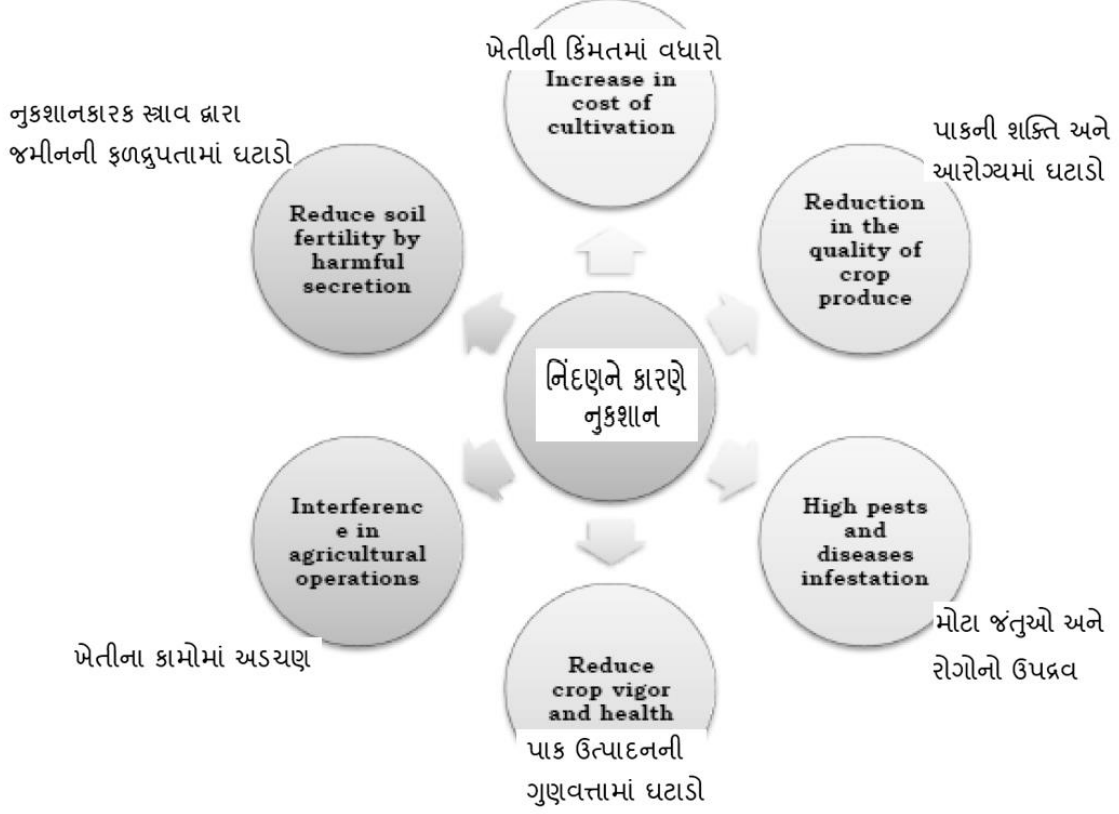 ખેતીની કિંમતમાં વધારો
Increase in
cost of
cultivation
નુકશાનકારક સ્ત્રાવ દ્વારા
જમીનની ફળદ્રુપતામાં ઘટાડો
Reduce soil
fertility by
harmful
secretion
પાકની શક્તિ અને
આરોગ્યમાં ઘટાડો
Reduction
in the
quality of
crop
produce
નિંદણને કારણે
નુકશાન
Interferenc
e in
agricultural
operations
ખેતીના કામોમાં અડચણ
High pests
and
diseases
infestation
મોટા જંતુઓ અને
રોગોનો ઉપદ્રવ
Reduce
crop vigor
and health
પાક ઉત્પાદનની
ગુણવત્તામાં ઘટાડો